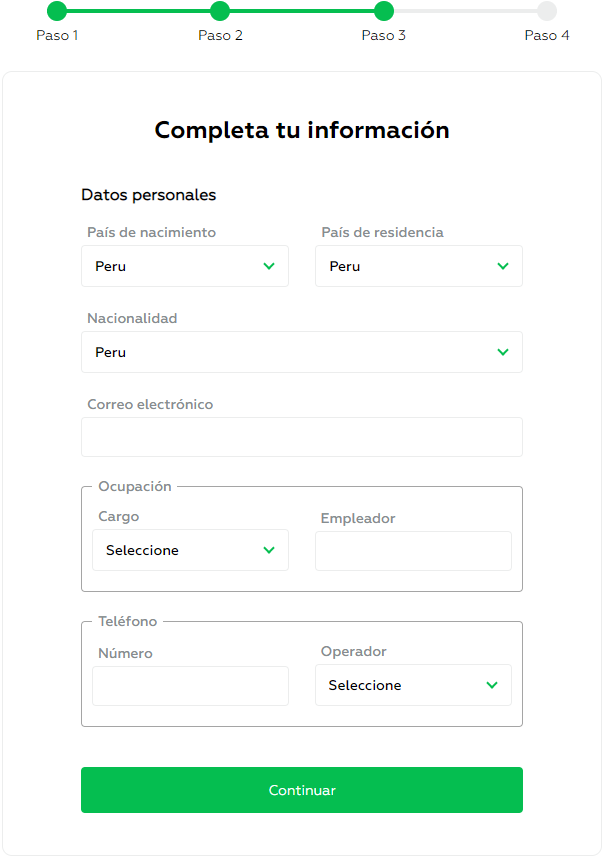 Paso 1 Paso 2 Paso 3 Paso 4
Completa tu información
Datos personales
País de nacimiento País de residencia
Peru Peru
Nacionalidad
Peru
Correo electrónico
Ocupación
Cargo Empleador
Seleccione
Teléfono
Número Operador
Seleccione
Continuar